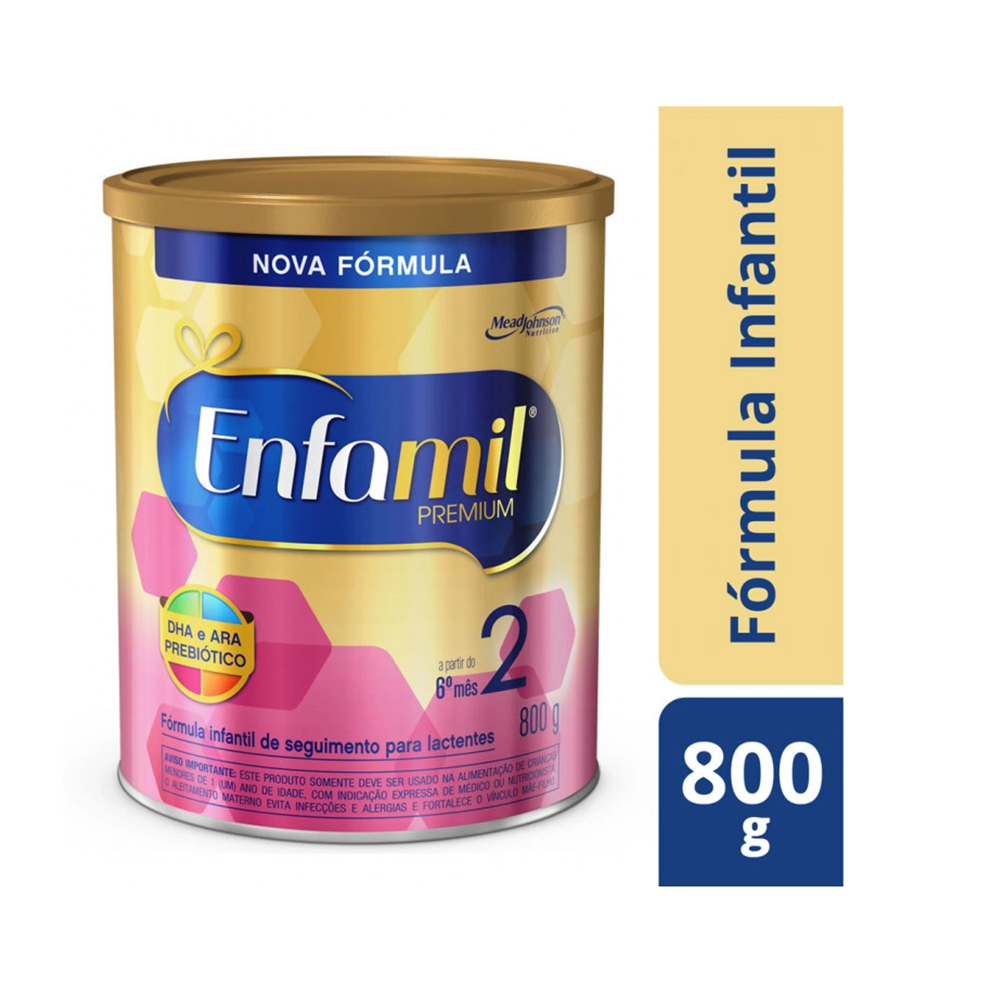 NOVA FÓRMULA
MeadJohnson
Nutrition
Enfamil®
PREMIUM
DHA e ARA
PREBIÓTICO
a partir do
6º mês
2
800 g
Fórmula infantil de seguimento para lactentes
AVISO IMPORTANTE: ESTE PRODUTO SOMENTE DEVE SER USADO NA ALIMENTAÇÃO DE CRIANÇAS
MENORES DE 1 (UM) ANO DE IDADE, COM INDICAÇÃO EXPRESSA DE MÉDICO OU NUTRICIONISTA.
O ALEITAMENTO MATERNO EVITA INFECÇÕES E ALERGIAS E FORTALECE O VÍNCULO MÃE-FILHO.
Fórmula Infantil
800
g